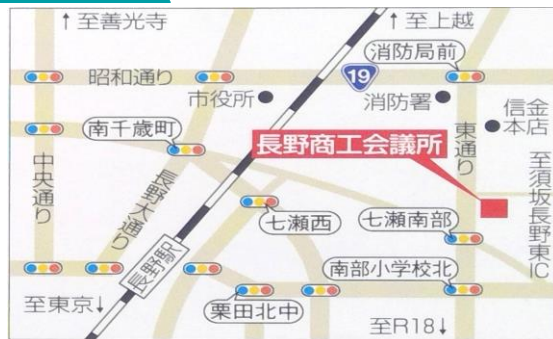 ↑至善光寺
↑至上越
昭和通り
19
消防局前
市役所
消防署
信金
本店
南千歳町
長野商工会議所
東通り
至須坂長野東IC
中央通り
長野大通り
七瀬西
七瀬南部
長野駅
南部小学校北
至東京↓
栗田北中
至R18↓